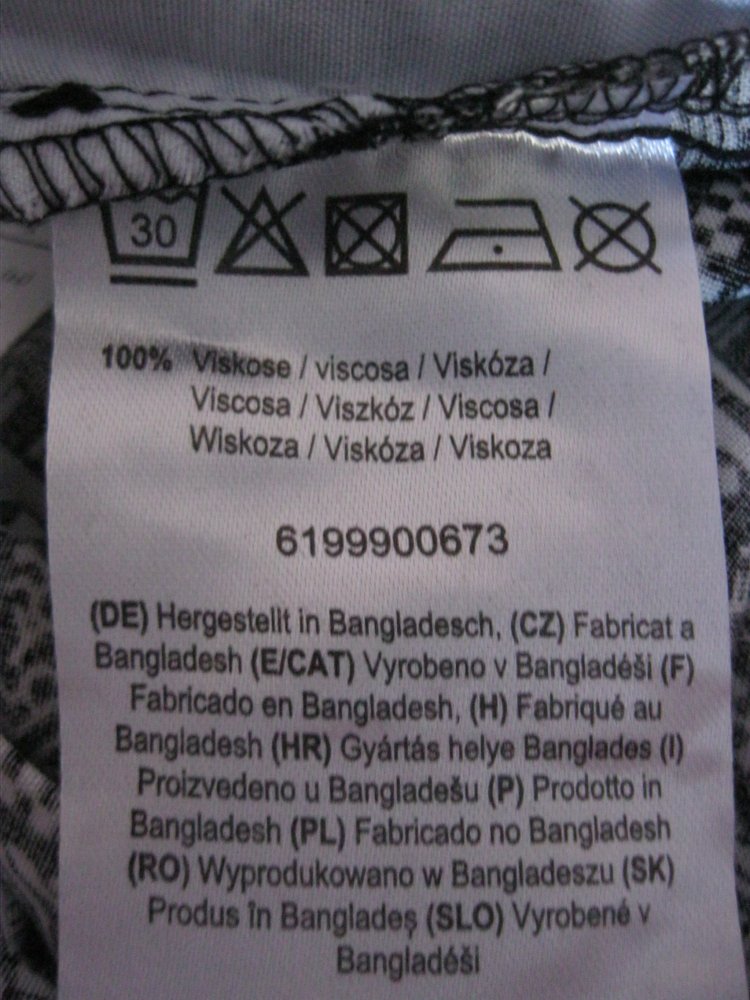 30
100% Viskose / viscosa / Viskóza /
Viscosa / Viszkóz / Viscosa /
Wiskoza / Viskóza / Viskoza
6199900673
(DE) Hergestellt in Bangladesch, (CZ) Fabricat a
Bangladesh (E/CAT) Vyrobeno v Bangladéši (F)
Fabricado en Bangladesh, (H) Fabriqué au
Bangladesh (HR) Gyártás helye Banglades (I)
Proizvedeno u Bangladešu (P) Prodotto in
Bangladesh (PL) Fabricado no Bangladesh
(RO) Wyprodukowano w Bangladeszu (SK)
Produs în Bangladeș (SLO) Vyrobené v
Bangladéši